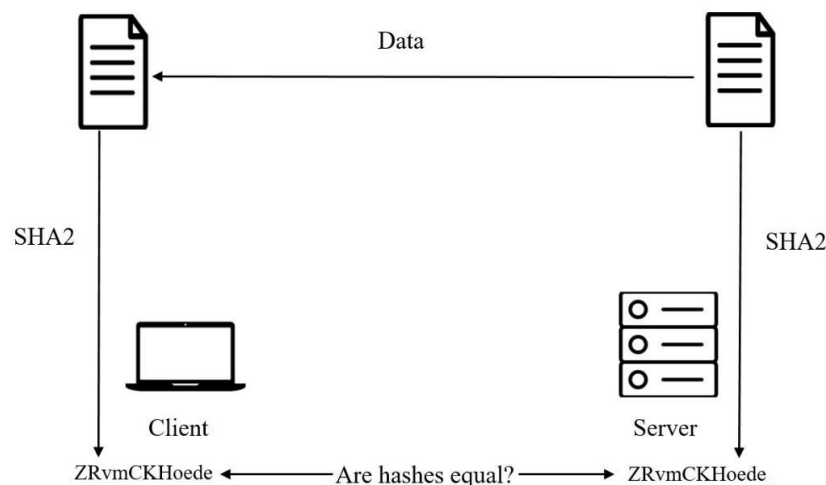 Data
SHA2
SHA2
Client
Server
ZRvmCKHoede
Are hashes equal?
ZRvmCKHoede